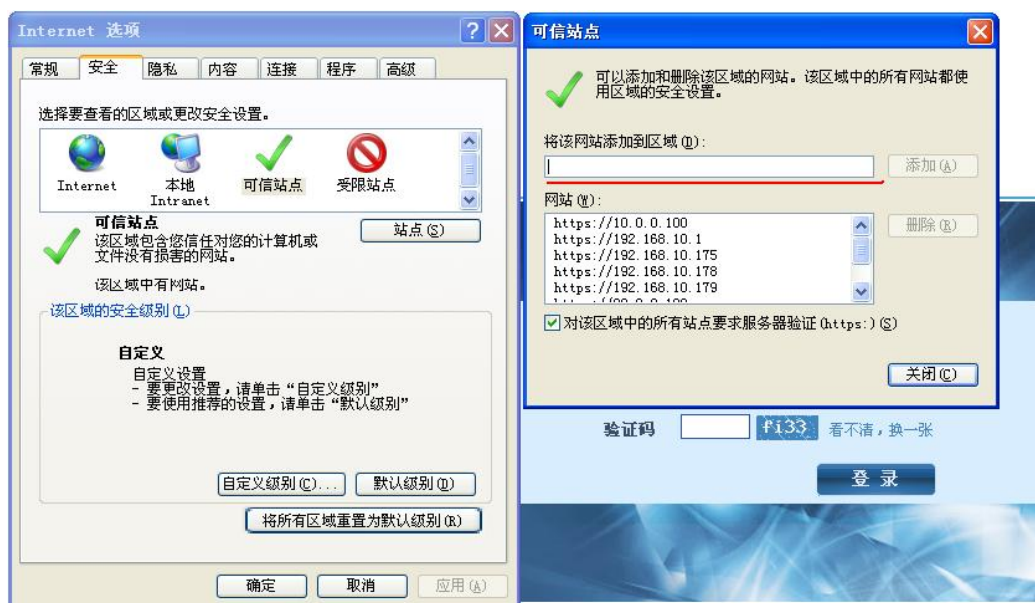 Internet 选项
常规 安全 隐私 内容 连接 程序 高级
选择要查看的区域或更改安全设置。
Internet 本地 可信站点 受限站点
Intranet
可信站点
该区域包含您信任对您的计算机或
文件没有损害的网站。
站点(S)
该区域中有网站。
该区域的安全级别(L)
自定义
自定义设置
- 要更改设置,请单击“自定义级别”
- 要使用推荐的设置,请单击“默认级别”
自定义级别(C)... 默认级别(D)
将所有区域重置为默认级别(R)
确定 取消 应用(A)
可信站点
可以添加和删除该区域的网站。该区域中的所有网站都使
用区域的安全设置。
将该网站添加到区域(D):
添加(A)
网站(W):
https://10.0.0.100
https://192.168.10.1
https://192.168.10.175
https://192.168.10.178
https://192.168.10.179
删除(R)
对该区域中的所有站点要求服务器验证(https:)(S)
关闭(C)
验证码 fi33 看不清,换一张
登 录